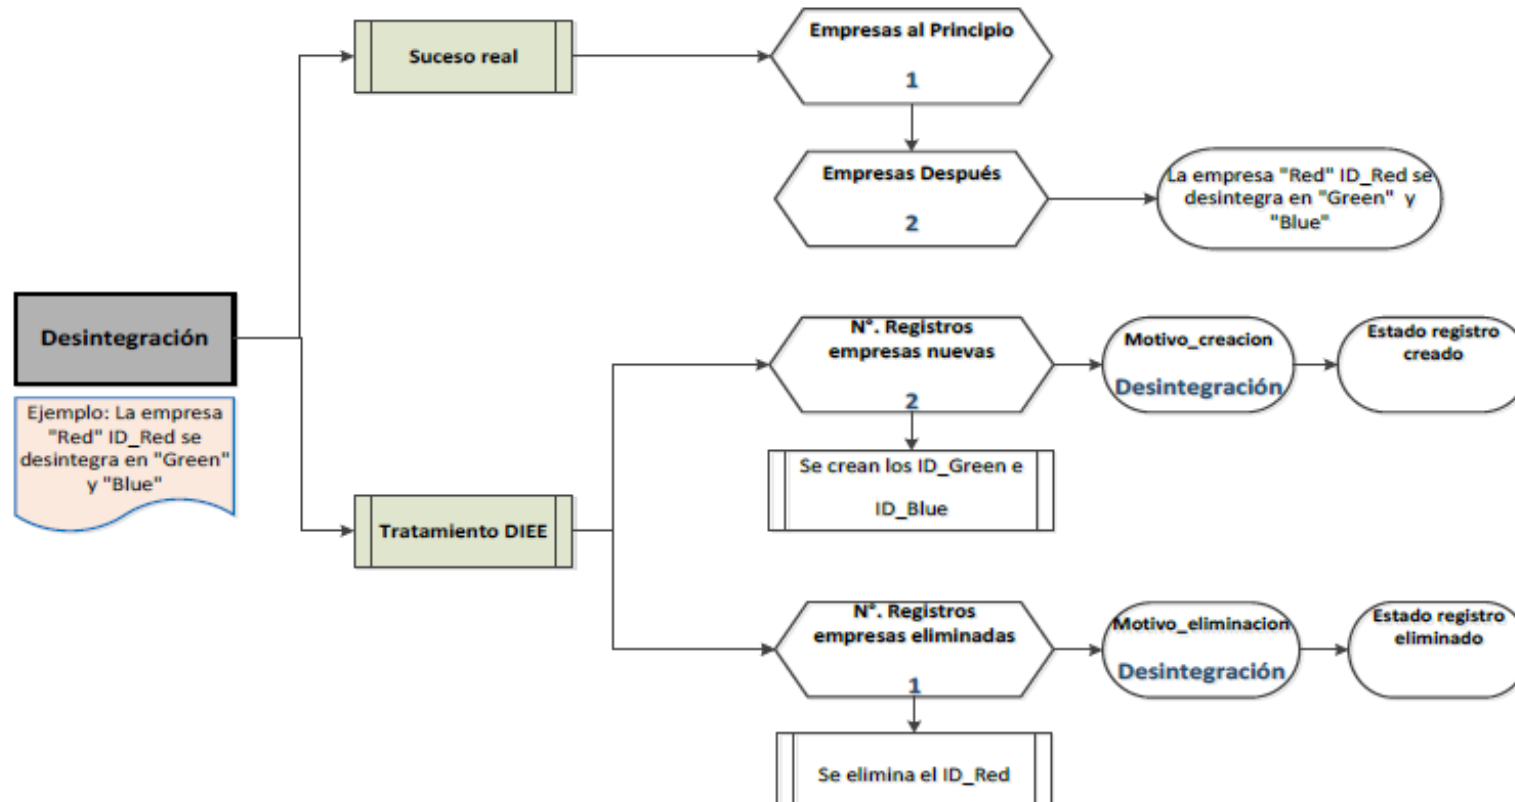 Suceso real
Empresas al Principio
1
Empresas Después
2
La empresa "Red" ID_Red se
desintegra en "Green" y
"Blue"
Desintegración
Ejemplo: La empresa
"Red" ID_Red se
desintegra en "Green"
y "Blue"
Tratamiento DIEE
N°. Registros
empresas nuevas
2
Motivo_creacion
Desintegración
Estado registro
creado
Se crean los ID_Green e
ID_Blue
N°. Registros
empresas eliminadas
1
Motivo_eliminacion
Desintegración
Estado registro
eliminado
Se elimina el ID_Red